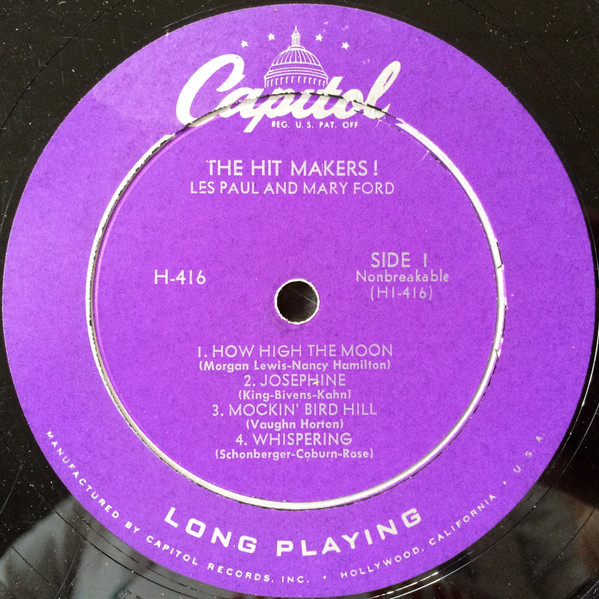 Capitol
REG. U.S. PAT. OFF
THE HIT MAKERS!
LES PAUL AND MARY FORD
H-416
SIDE 1
Nonbreakable
(H1-416)
1. HOW HIGH THE MOON
(Morgan Lewis-Nancy Hamilton)
2. JOSEPHINE
(King-Bivens-Kahn)
3. MOCKIN' BIRD HILL
(Vaughn Horton)
4. WHISPERING
(Schonberger-Coburn-Rose)
LONG PLAYING
MANUFACTURED BY CAPITOL RECORDS, INC. • HOLLYWOOD, CALIFORNIA • U.S.A.